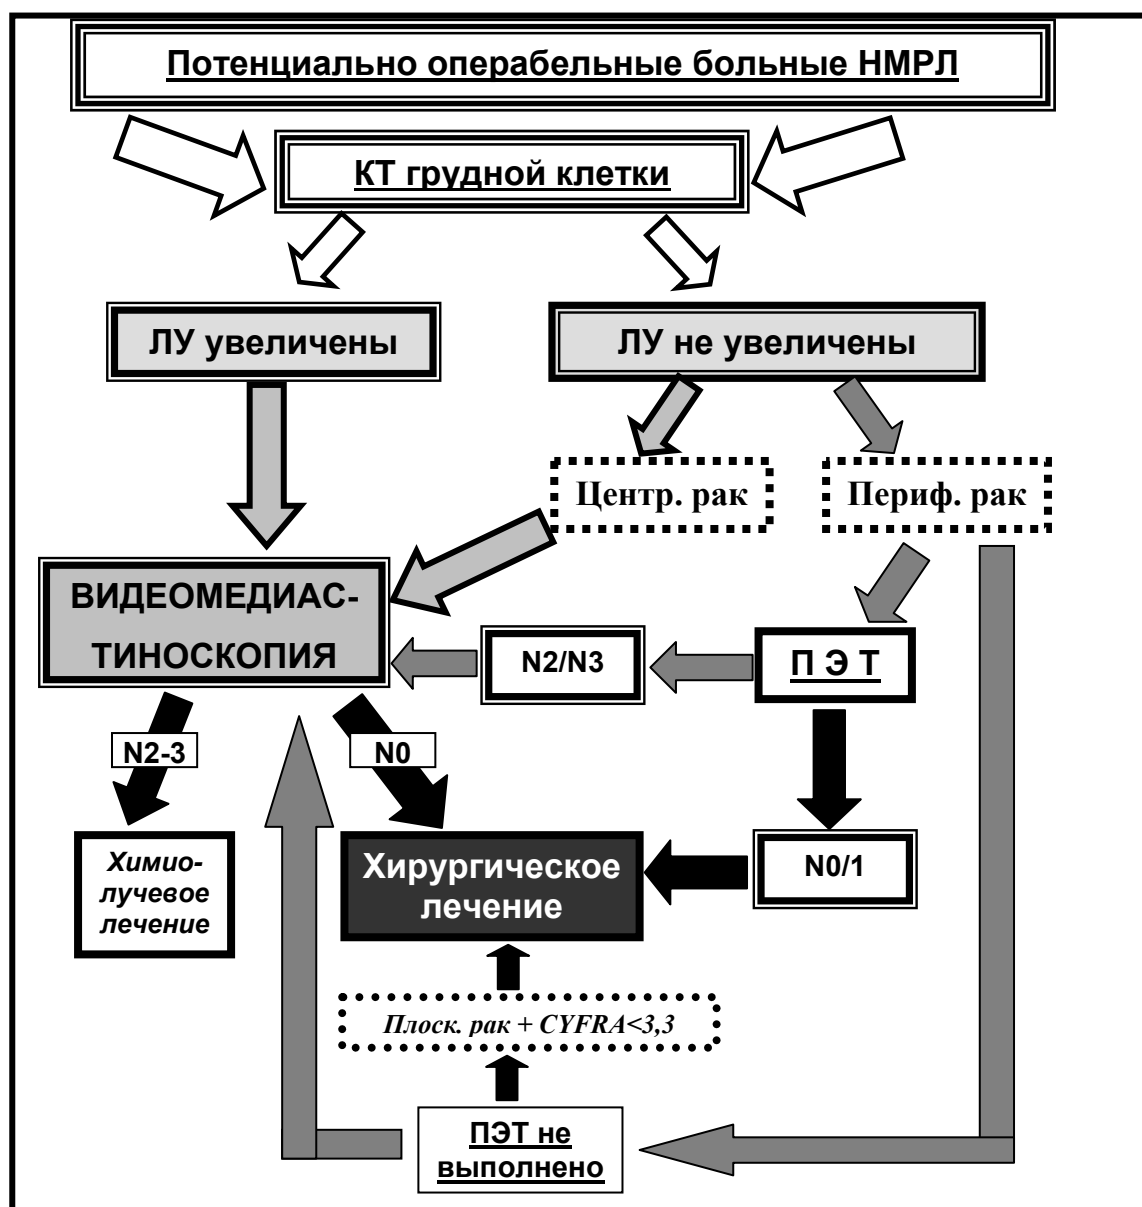 Потенциально операбельные больные НМРЛ
КТ грудной клетки
ЛУ увеличены
ЛУ не увеличены
Центр. рак
Периф. рак
ВИДЕОМЕДИАС-
ТИНОСКОПИЯ
N2/N3
П Э Т
N2-3
N0
Химио-
лучевое
лечение
Хирургическое
лечение
N0/1
Плоск. рак + CYFRA<3,3
ПЭТ не
выполнено